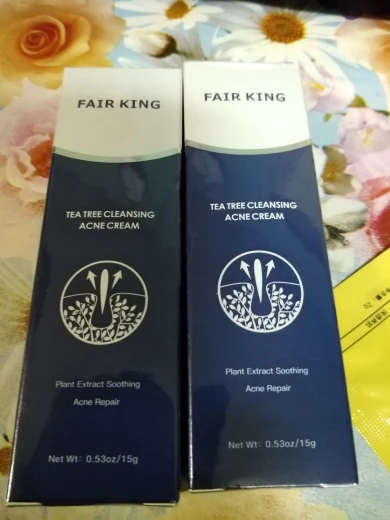 FAIR KING
TEA TREE CLEANSING
ACNE CREAM
Plant Extract Soothing
Acne Repair
Net Wt: 0.53oz/15g
FAIR KING
TEA TREE CLEANSING
ACNE CREAM
Plant Extract Soothing
Acne Repair
Net Wt: 0.53oz/15g